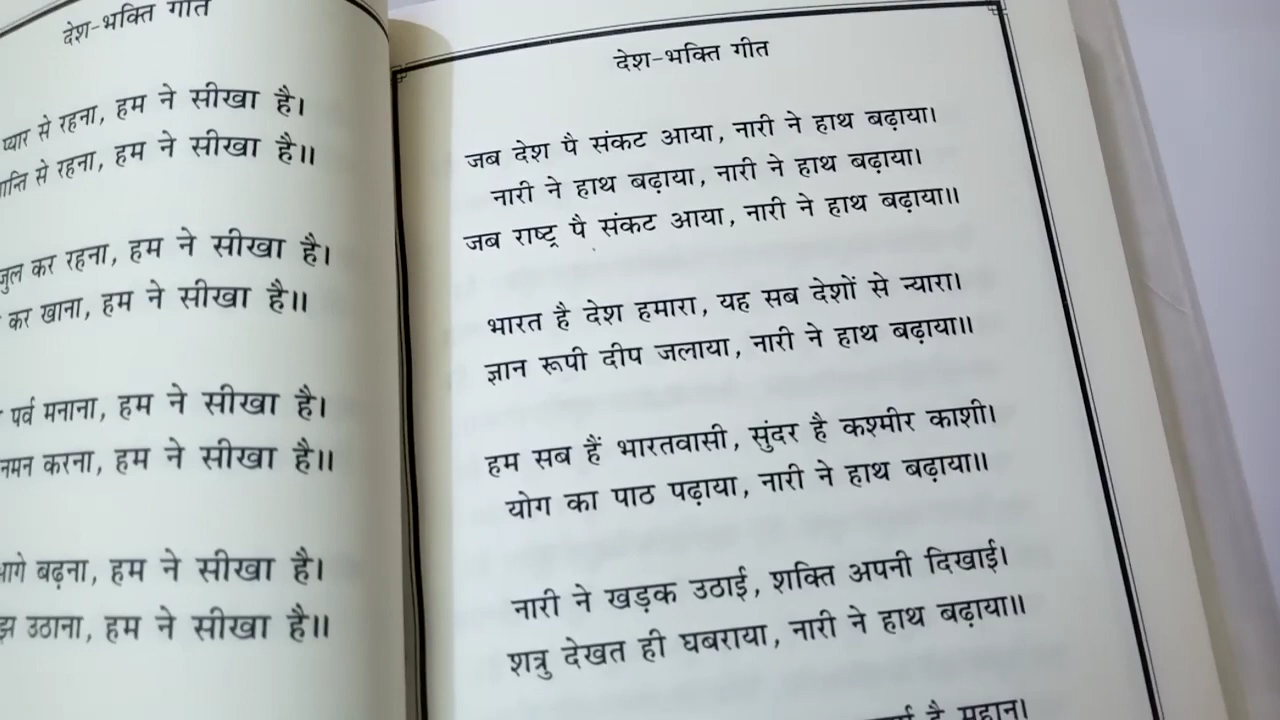 देश-भक्ति गीत
प्यार से रहना, हम ने सीखा है।
से रहना, हम ने सीखा है॥
कर रहना, हम ने सीखा है।
कर खाना, हम ने सीखा है॥
पर्व मनाना, हम ने सीखा है।
नमन करना, हम ने सीखा है॥
बढ़ना, हम ने सीखा है।
उठाना, हम ने सीखा है॥
देश-भक्ति गीत
जब देश पै संकट आया, नारी ने हाथ बढ़ाया।
नारी ने हाथ बढ़ाया, नारी ने हाथ बढ़ाया।
जब राष्ट्र पै संकट आया, नारी ने हाथ बढ़ाया॥
भारत है देश हमारा, यह सब देशों से न्यारा।
ज्ञान रूपी दीप जलाया, नारी ने हाथ बढ़ाया॥
हम सब हैं भारतवासी, सुंदर है कश्मीर काशी।
योग का पाठ पढ़ाया, नारी ने हाथ बढ़ाया॥
नारी ने खड़क उठाई, शक्ति अपनी दिखाई।
शत्रु देखत ही घबराया, नारी ने हाथ बढ़ाया॥
है महान।